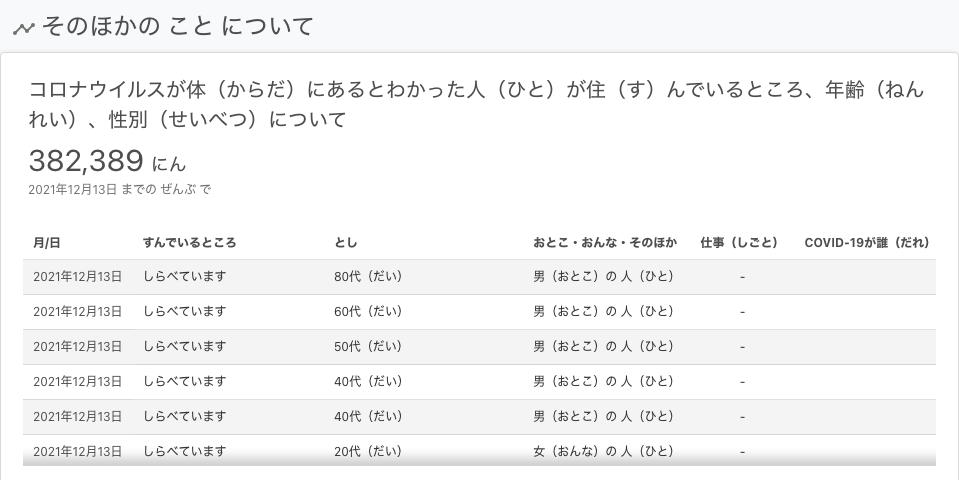 そのほかの こと について
コロナウイルスが体（からだ）にあるとわかった人（ひと）が住（す）んでいるところ、年齢（ねん
れい）、性別（せいべつ）について
382,389 にん
2021年12月13日 までの ぜんぶ で
月/日 すんでいるところ とし おとこ・おんな・そのほか 仕事（しごと） COVID-19が誰（だれ）
2021年12月13日 しらべています 80代（だい） 男（おとこ）の 人（ひと） -
2021年12月13日 しらべています 60代（だい） 男（おとこ）の 人（ひと） -
2021年12月13日 しらべています 50代（だい） 男（おとこ）の 人（ひと） -
2021年12月13日 しらべています 40代（だい） 男（おとこ）の 人（ひと） -
2021年12月13日 しらべています 40代（だい） 男（おとこ）の 人（ひと） -
2021年12月13日 しらべています 20代（だい） 女（おんな）の 人（ひと） -